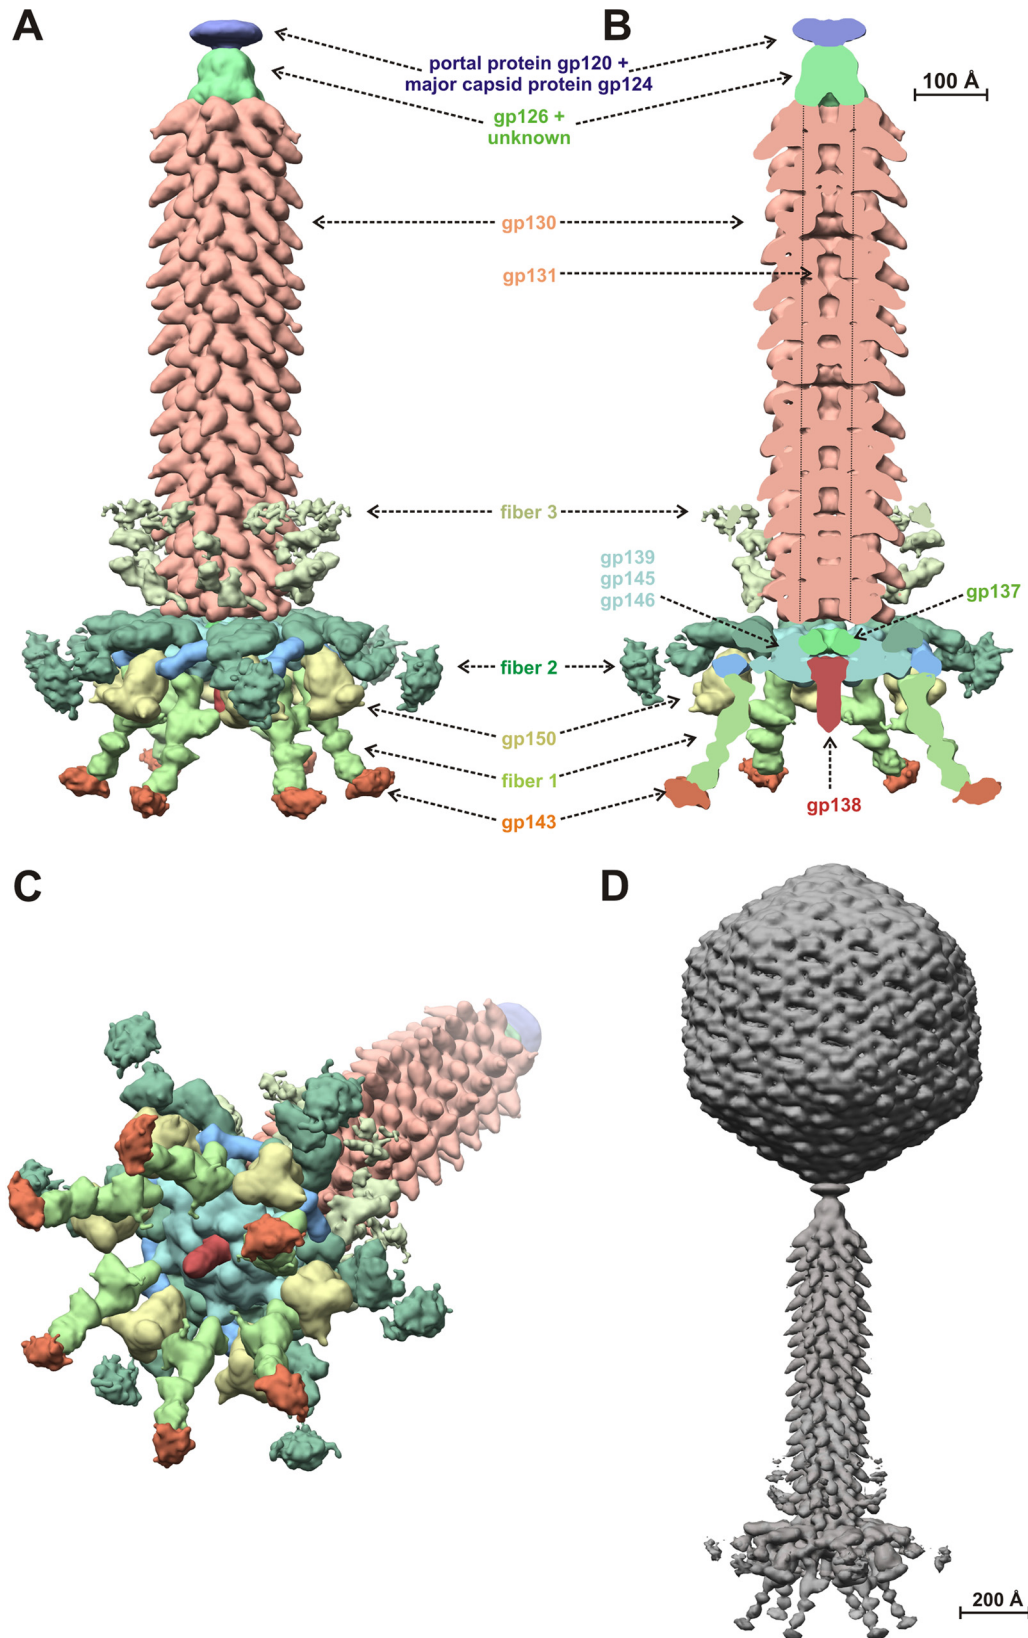 A
B
portal protein gp120 +
major capsid protein gp124
100 Å
gp126 +
unknown
gp130
gp131
fiber 3
gp139
gp145
gp146
gp137
fiber 2
gp150
fiber 1
gp138
gp143
C
D
200 Å